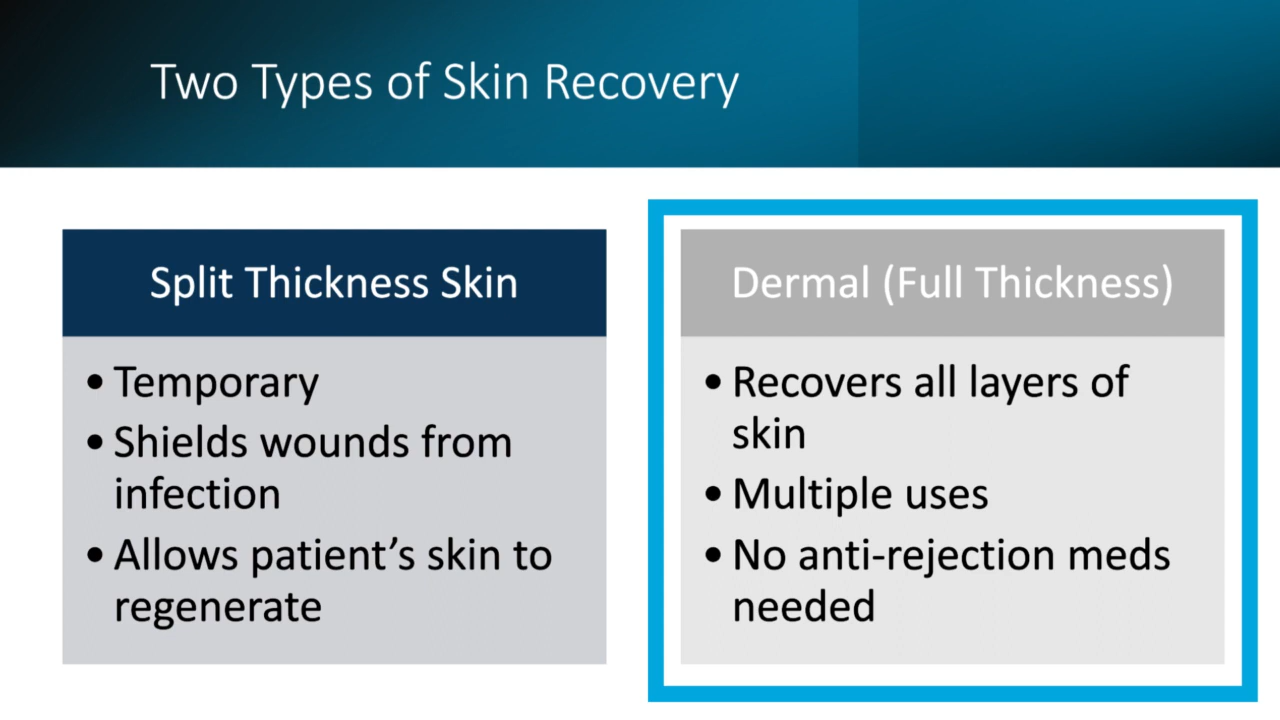 Two Types of Skin Recovery
Split Thickness Skin
• Temporary
• Shields wounds from
infection
• Allows patient’s skin to
regenerate
Dermal (Full Thickness)
• Recovers all layers of
skin
• Multiple uses
• No anti-rejection meds
needed